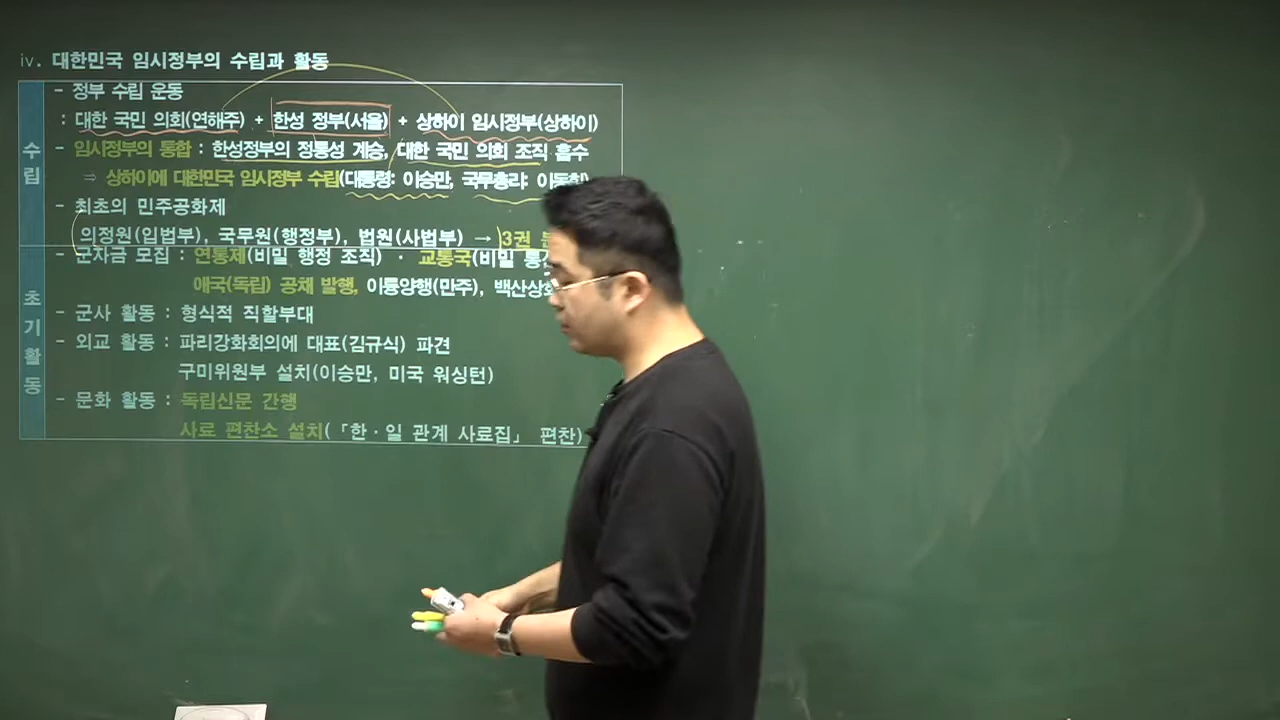 iv. 대한민국 임시정부의 수립과 활동
수립
- 정부 수립 운동
: 대한 국민 의회(연해주) + 한성 정부(서울) + 상하이 임시정부(상하이)
- 임시정부의 통합 : 한성정부의 정통성 계승, 대한 국민 의회 조직 흡수
⇒ 상하이에 대한민국 임시정부 수립(대통령: 이승만, 국무총리: 이동휘)
- 최초의 민주공화제
의정원(입법부), 국무원(행정부), 법원(사법부) → 3권
초기활동
- 군자금 모집 : 연통제(비밀 행정 조직) · 교통국(비밀 통신
애국(독립) 공채 발행, 이륭양행(만주), 백산상회
- 군사 활동 : 형식적 직할부대
- 외교 활동 : 파리강화회의에 대표(김규식) 파견
구미위원부 설치(이승만, 미국 워싱턴)
- 문화 활동 : 독립신문 간행
사료 편찬소 설치(「한·일 관계 사료집」 편찬)